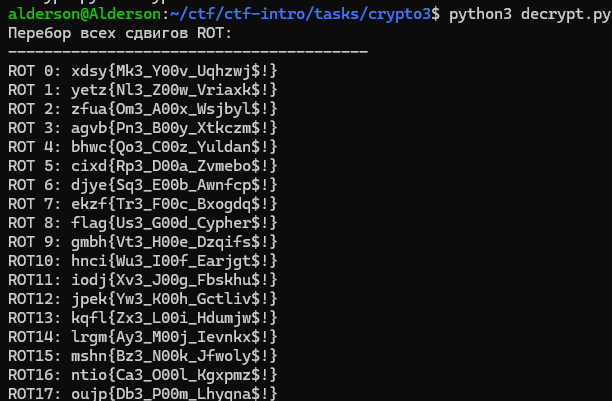 alderson@Alderson:~/ctf/ctf-intro/tasks/crypto3$ python3 decrypt.py
Перебор всех сдвигов ROT:
----------------------------------------
ROT 0: xdsy{Mk3_Y00v_Uqhzwj$!}
ROT 1: yetz{Nl3_Z00w_Vriaxk$!}
ROT 2: zfua{Om3_A00x_Wsjbyl$!}
ROT 3: agvb{Pn3_B00y_Xtkczm$!}
ROT 4: bhwc{Qo3_C00z_Yuldan$!}
ROT 5: cixd{Rp3_D00a_Zvmebo$!}
ROT 6: djye{Sq3_E00b_Awnfcp$!}
ROT 7: ekzf{Tr3_F00c_Bxogdq$!}
ROT 8: flag{Us3_G00d_Cypher$!}
ROT 9: gmbh{Vt3_H00e_Dzqifs$!}
ROT10: hnci{Wu3_I00f_Earjgt$!}
ROT11: iodj{Xv3_J00g_Fbskhu$!}
ROT12: jpek{Yw3_K00h_Gctliv$!}
ROT13: kqfl{Zx3_L00i_Hdumjw$!}
ROT14: lrgm{Ay3_M00j_Ievnkx$!}
ROT15: mshn{Bz3_N00k_Jfwoly$!}
ROT16: ntio{Ca3_O00l_Kgxpmz$!}
ROT17: oujp{Db3_P00m_Lhyqna$!}